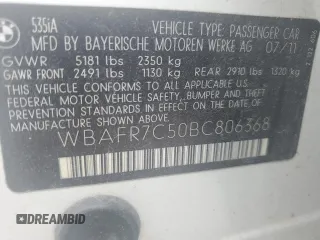 535iA
VEHICLE TYPE: PASSENGER CAR
MFD BY BAYERISCHE MOTOREN WERKE AG 07/11
GVWR 5181 lbs 2350 kg
GAWR FRONT 2491 lbs 1130 kg REAR 2910 lbs 1320 kg
THIS VEHICLE CONFORMS TO ALL APPLICABLE
FEDERAL MOTOR VEHICLE SAFETY, BUMPER AND
THEFT PREVENTION STANDARDS IN EFFECT ON
THE DATE OF MANUFACTURE SHOWN ABOVE
WBAFR7C50BC806368
AUTOBIDMASTER